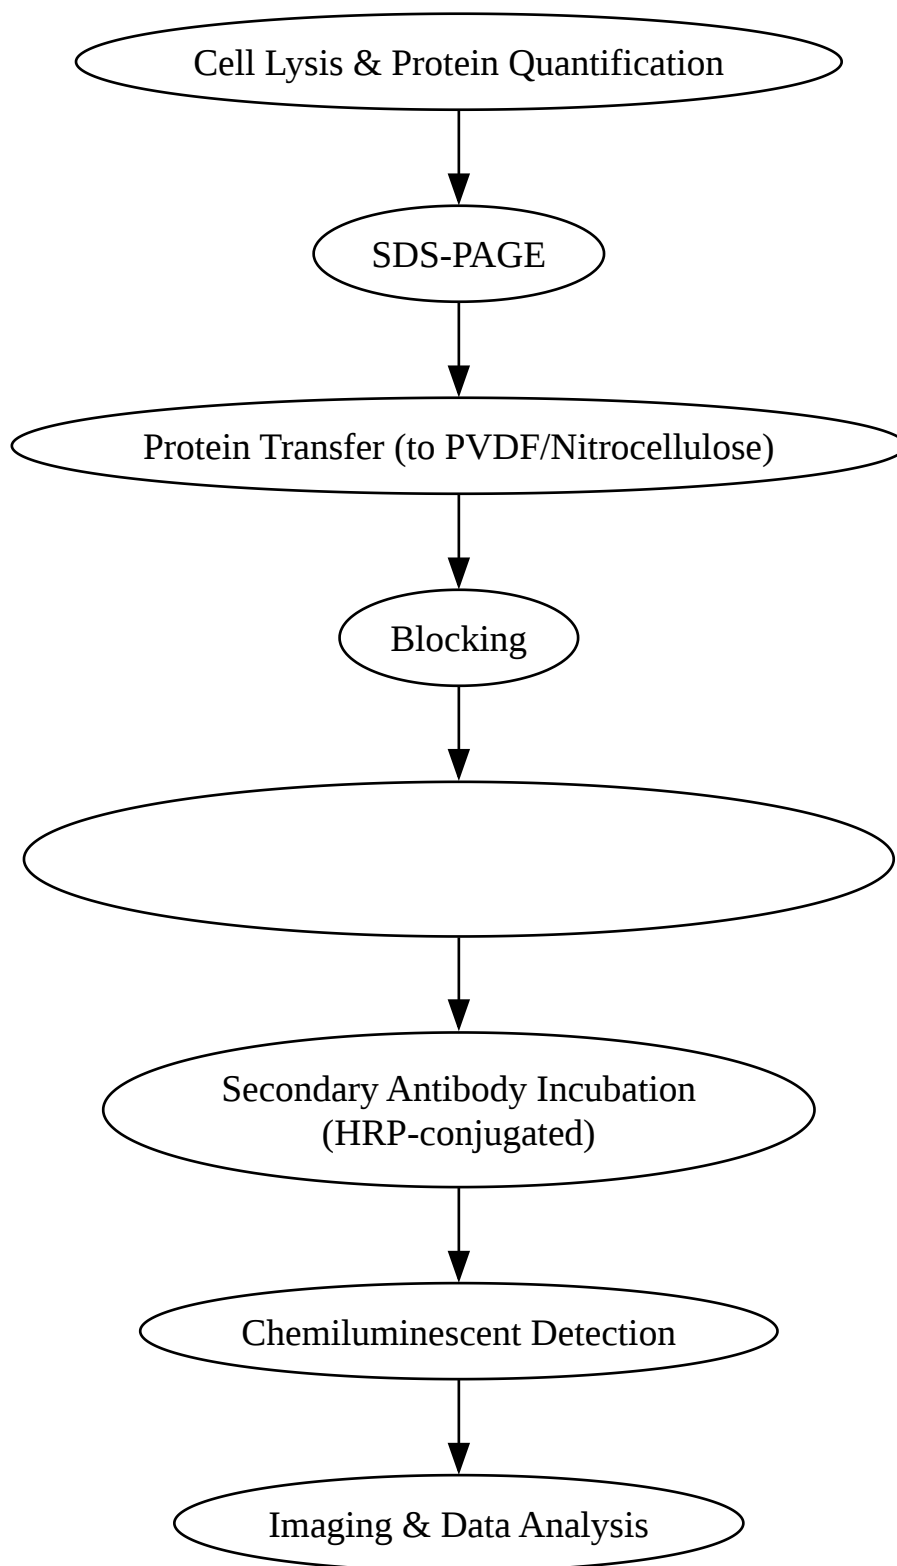 Cell Lysis & Protein Quantification
SDS-PAGE
Protein Transfer (to PVDF/Nitrocellulose)
Blocking
Secondary Antibody Incubation
(HRP-conjugated)
Chemiluminescent Detection
Imaging & Data Analysis